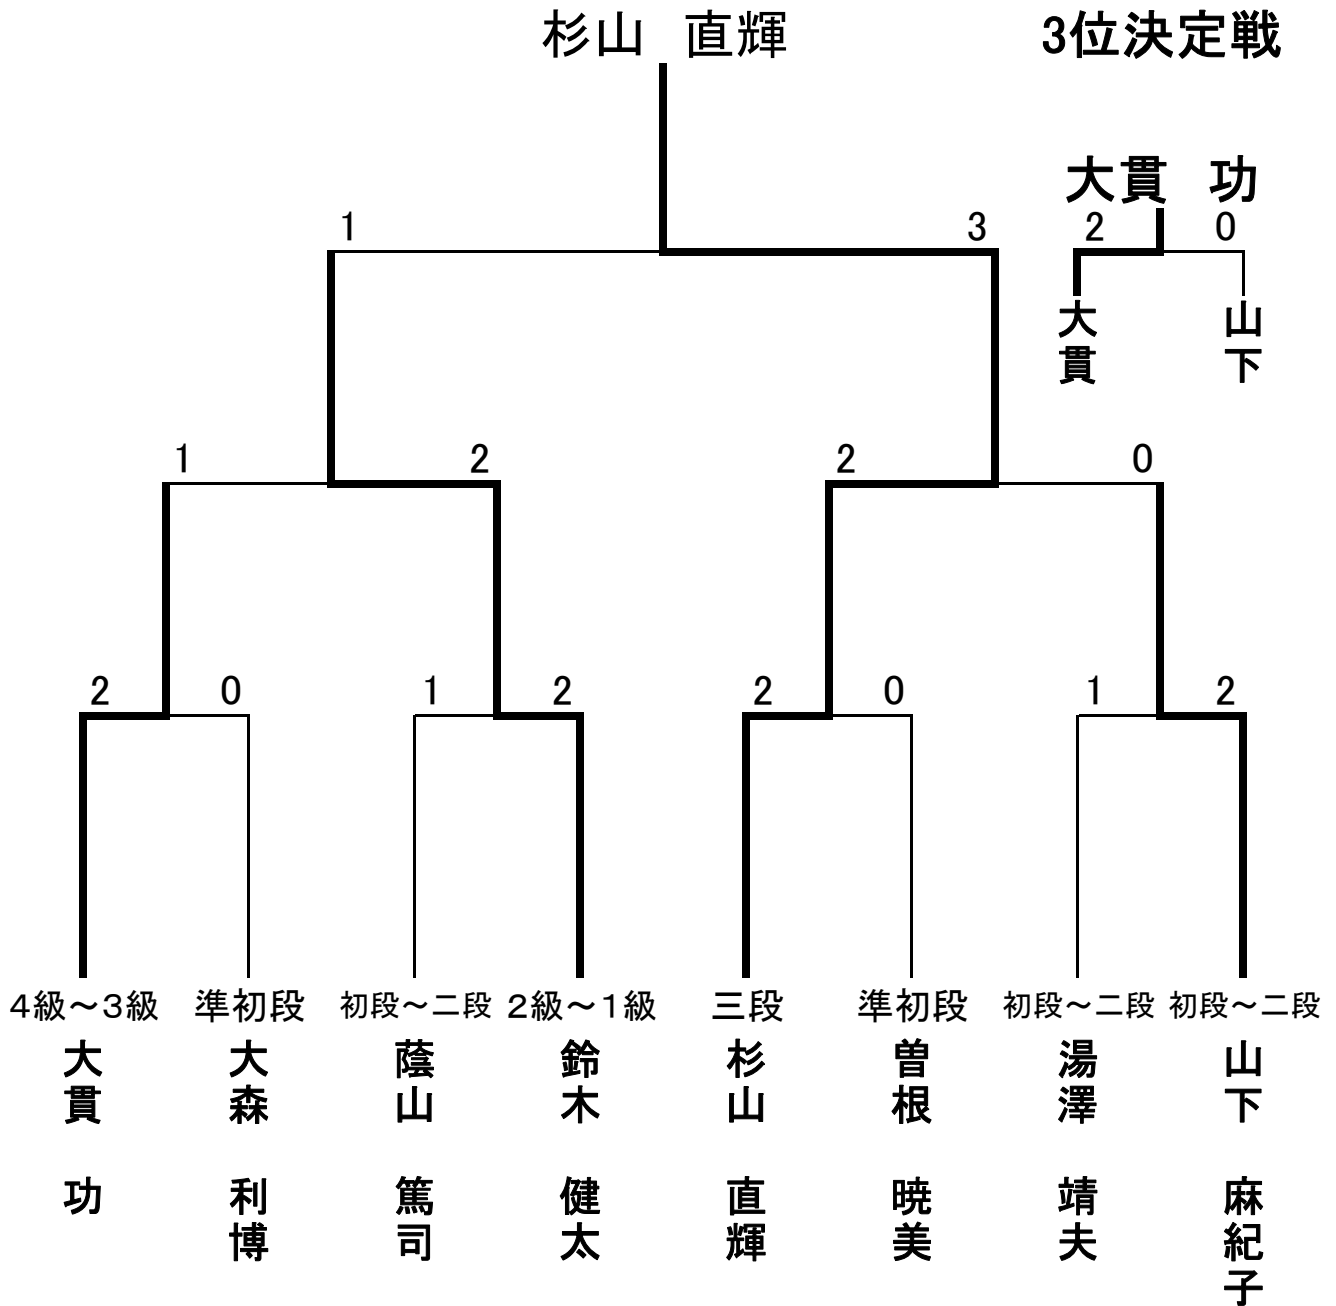 杉山　直輝
3位決定戦
大貫　功
1
3
2
0
大貫
山下
1
2
2
0
2
0
1
2
2
0
1
2
4級～3級
準初段
初段～二段
2級～1級
三段
準初段
初段～二段
初段～二段
大貫　功
大森　利博
蔭山　篤司
鈴木　健太
杉山　直輝
曽根　暁美
湯澤　靖夫
山下　麻紀子